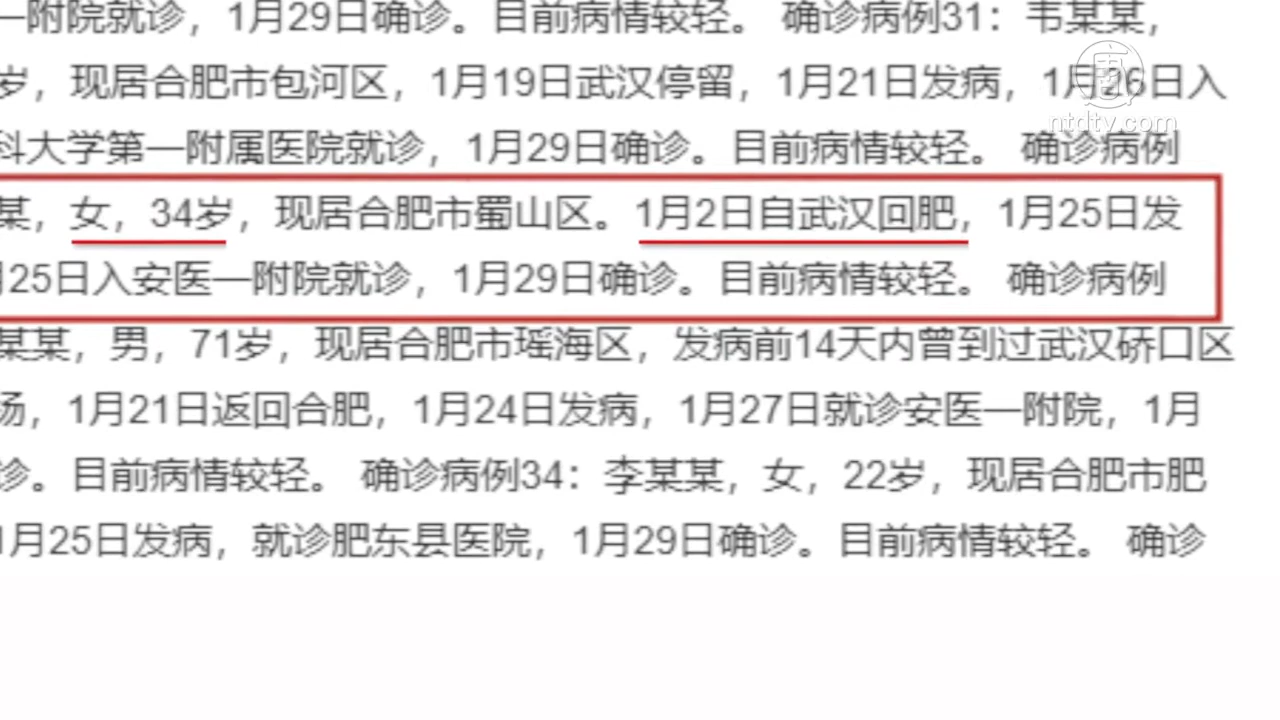 一附院就诊，1月29日确诊。目前病情较轻。 确诊病例31：韦某某，
岁，现居合肥市包河区，1月19日武汉停留，1月21日发病，1月26日入
科大学第一附属医院就诊，1月29日确诊。目前病情较轻。 确诊病例
某，女，34岁，现居合肥市蜀山区。1月2日自武汉回肥，1月25日发
月25日入安医一附院就诊，1月29日确诊。目前病情较轻。 确诊病例
某某，男，71岁，现居合肥市瑶海区，发病前14天内曾到过武汉硚口区
场，1月21日返回合肥，1月24日发病，1月27日就诊安医一附院，1月
诊。目前病情较轻。 确诊病例34：李某某，女，22岁，现居合肥市肥
1月25日发病，就诊肥东县医院，1月29日确诊。目前病情较轻。 确诊
唐
ntdtv.com